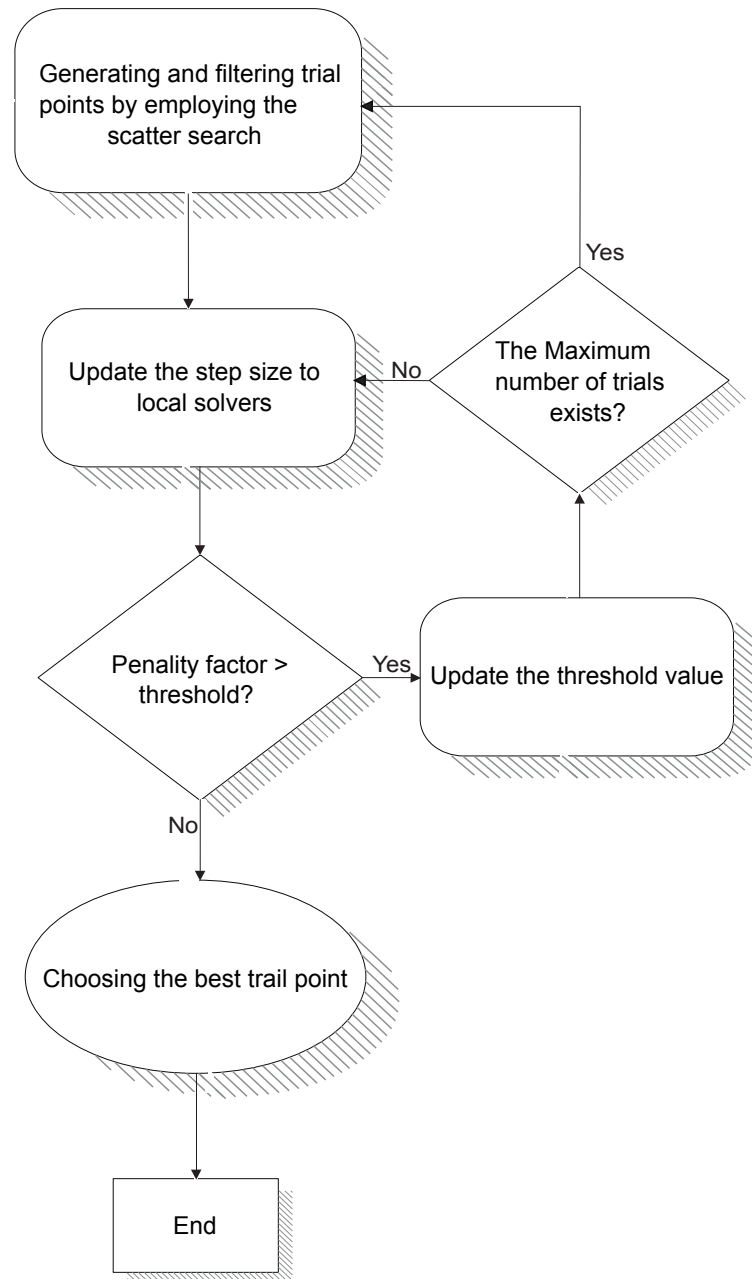 Generating and filtering trial
points by employing the
scatter search
Yes
The Maximum
number of trials
exists?
No
Update the step size to
local solvers
Penality factor >
threshold?
Yes
Update the threshold value
No
Choosing the best trail point
End